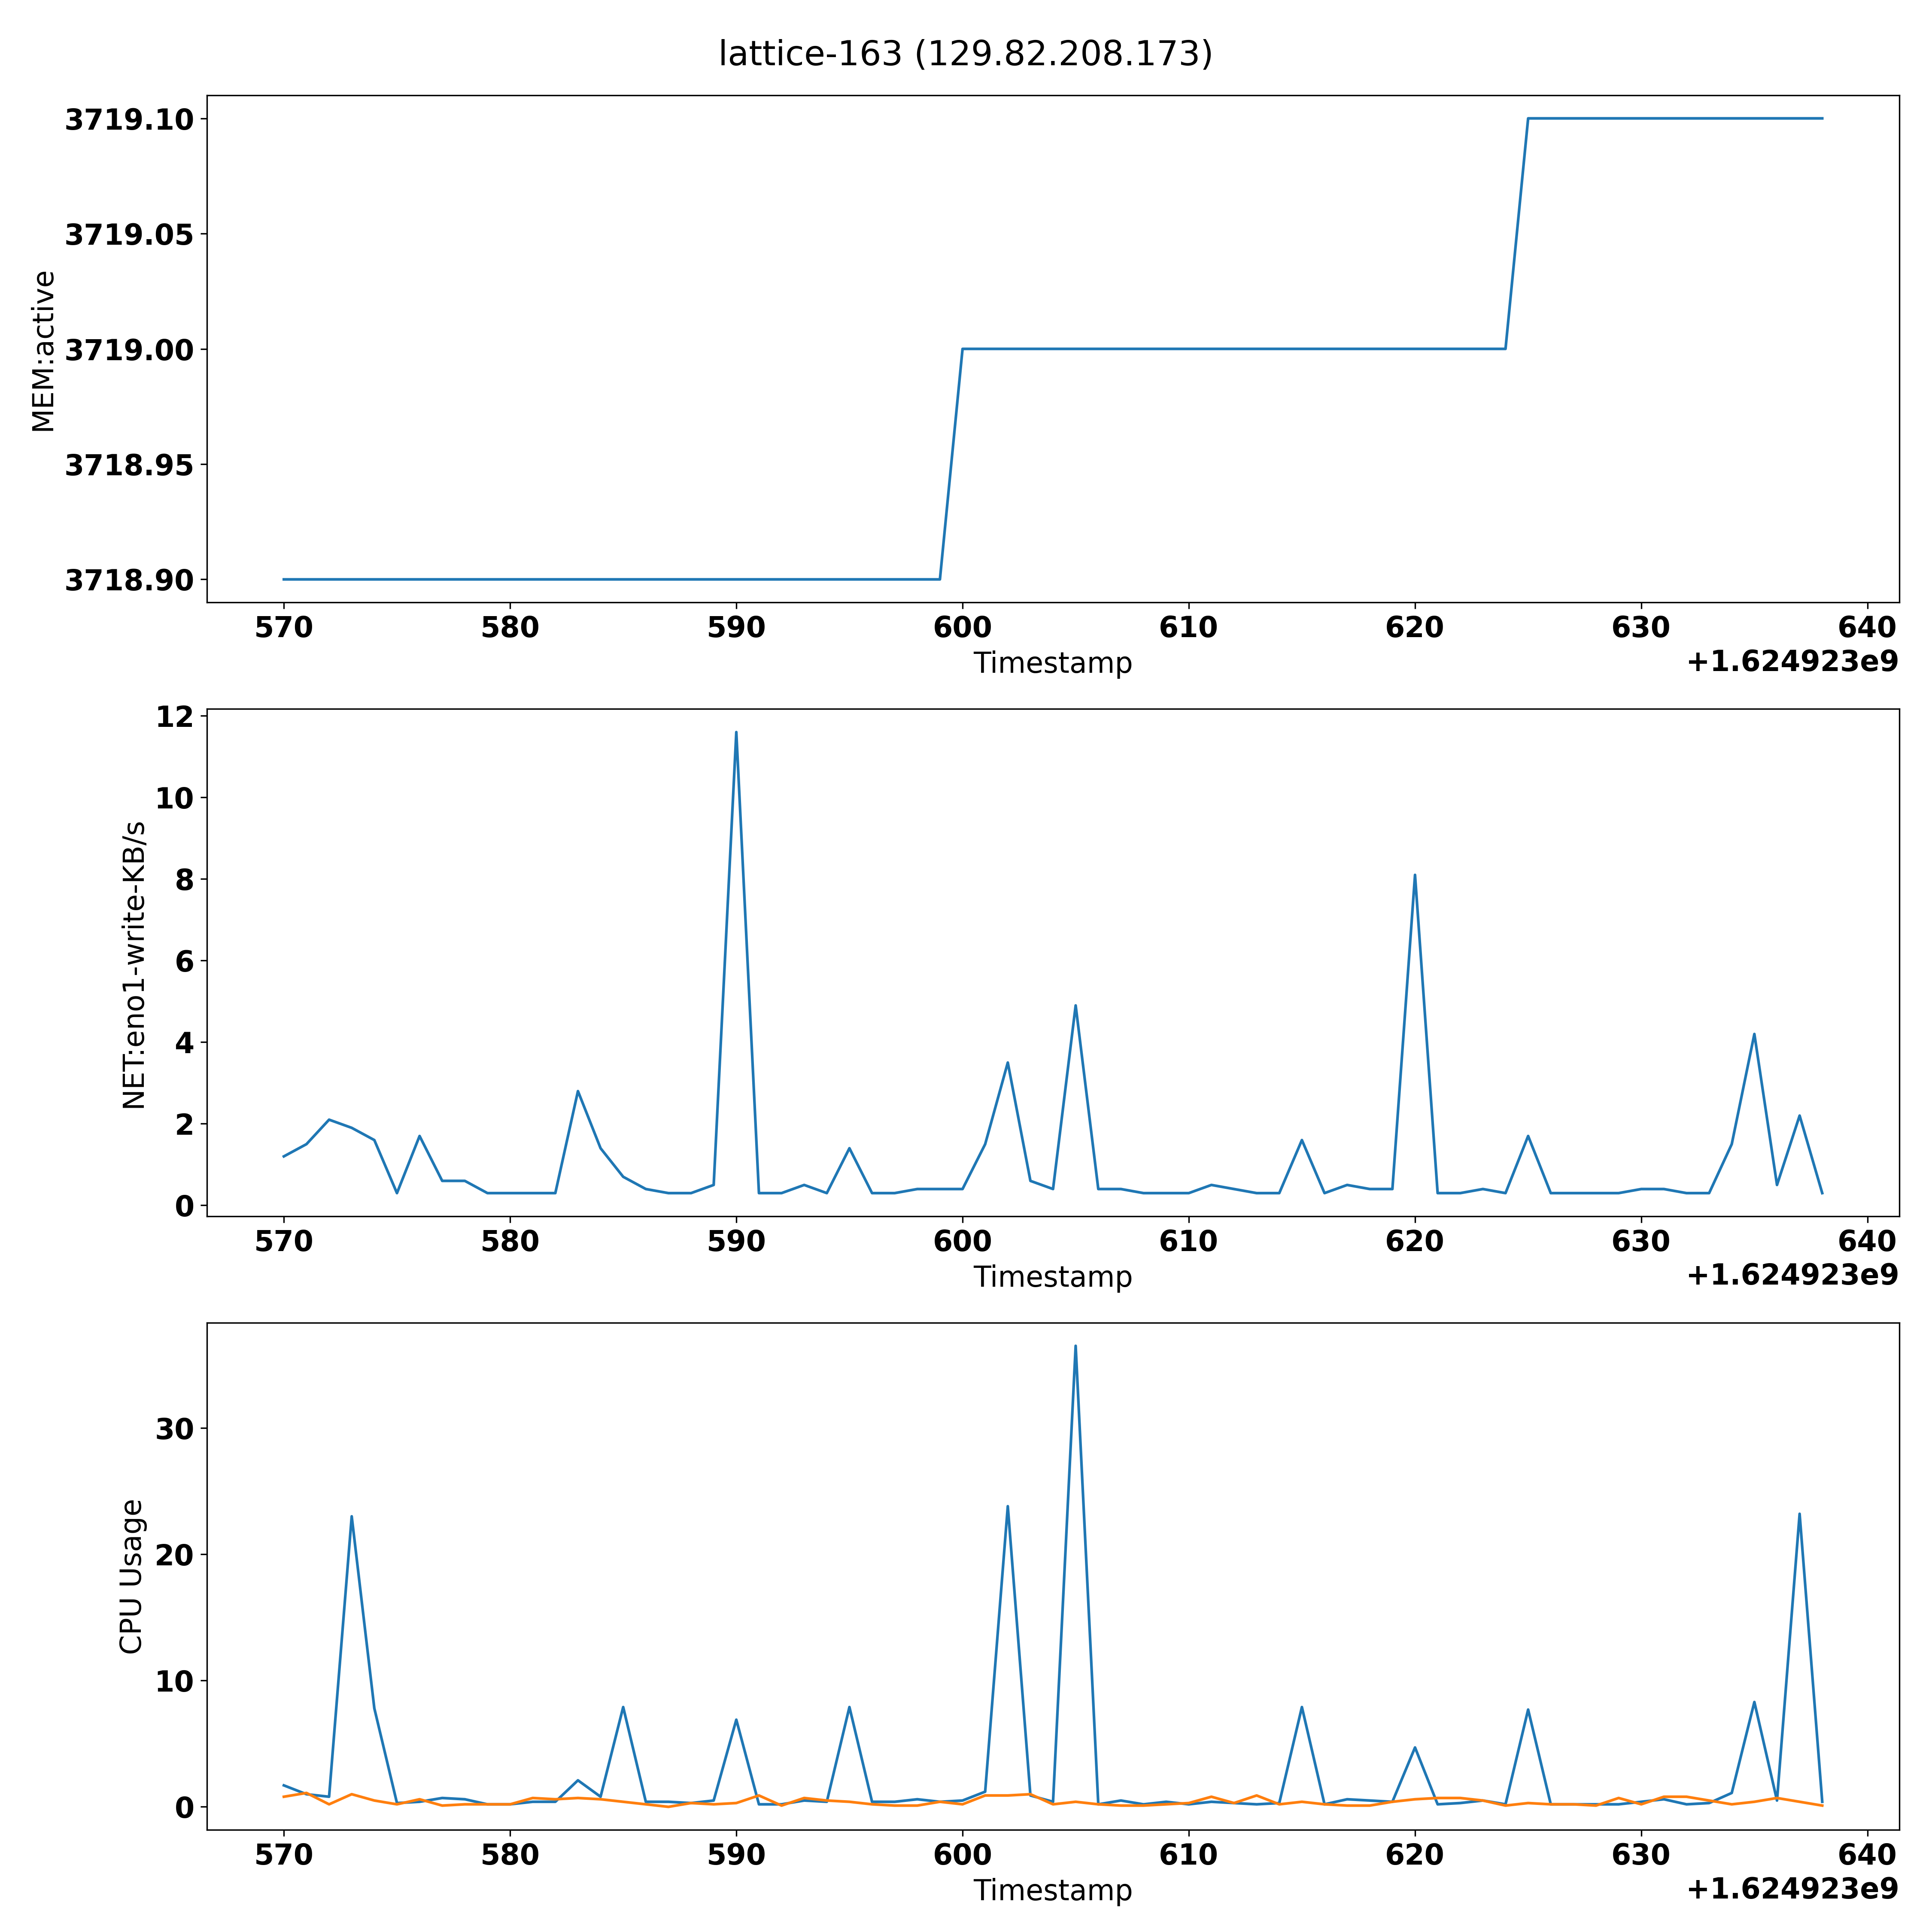 lattice-163 (129.82.208.173)
3719.10
3719.05
3719.00
3718.95
3718.90
MEM:active
570 580 590 600 610 620 630 640
Timestamp
+1.624923e9
12
10
8
6
4
2
0
NET:eno1-write-KB/s
570 580 590 600 610 620 630 640
Timestamp
+1.624923e9
30
20
10
0
CPU Usage
570 580 590 600 610 620 630 640
Timestamp
+1.624923e9